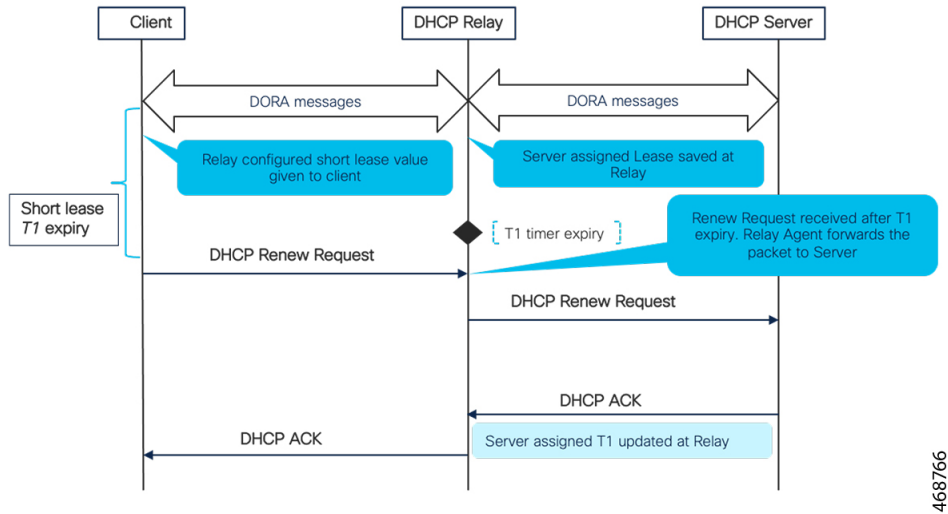 Client
DHCP Relay
DHCP Server
DORA messages
DORA messages
Relay configured short lease value
given to client
Server assigned Lease saved at
Relay
Short lease
T1 expiry
T1 timer expiry
Renew Request received after T1
expiry. Relay Agent forwards the
packet to Server
DHCP Renew Request
DHCP Renew Request
DHCP ACK
DHCP ACK
Server assigned T1 updated at Relay
468766